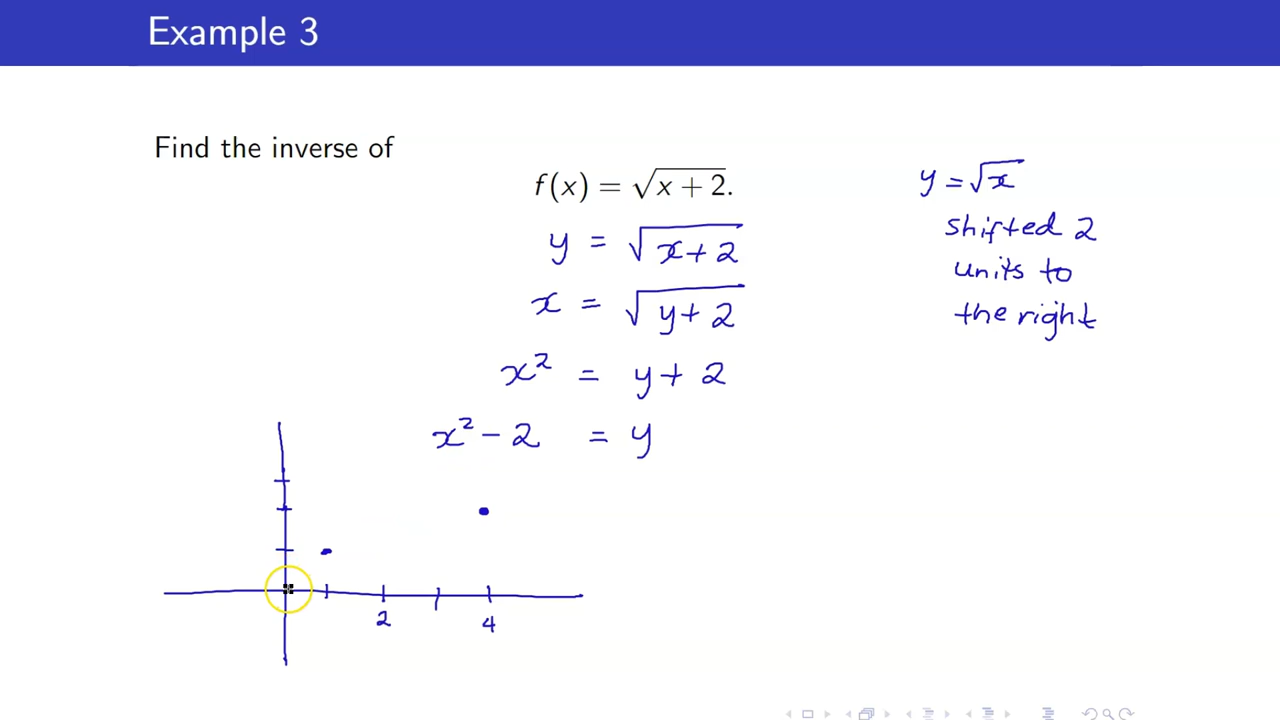 Example 3
Find the inverse of
f(x) = √(x + 2).
y = √(x + 2)
x = √(y + 2)
x² = y + 2
x² − 2 = y
y = √x
shifted 2
units to
the right
2
4